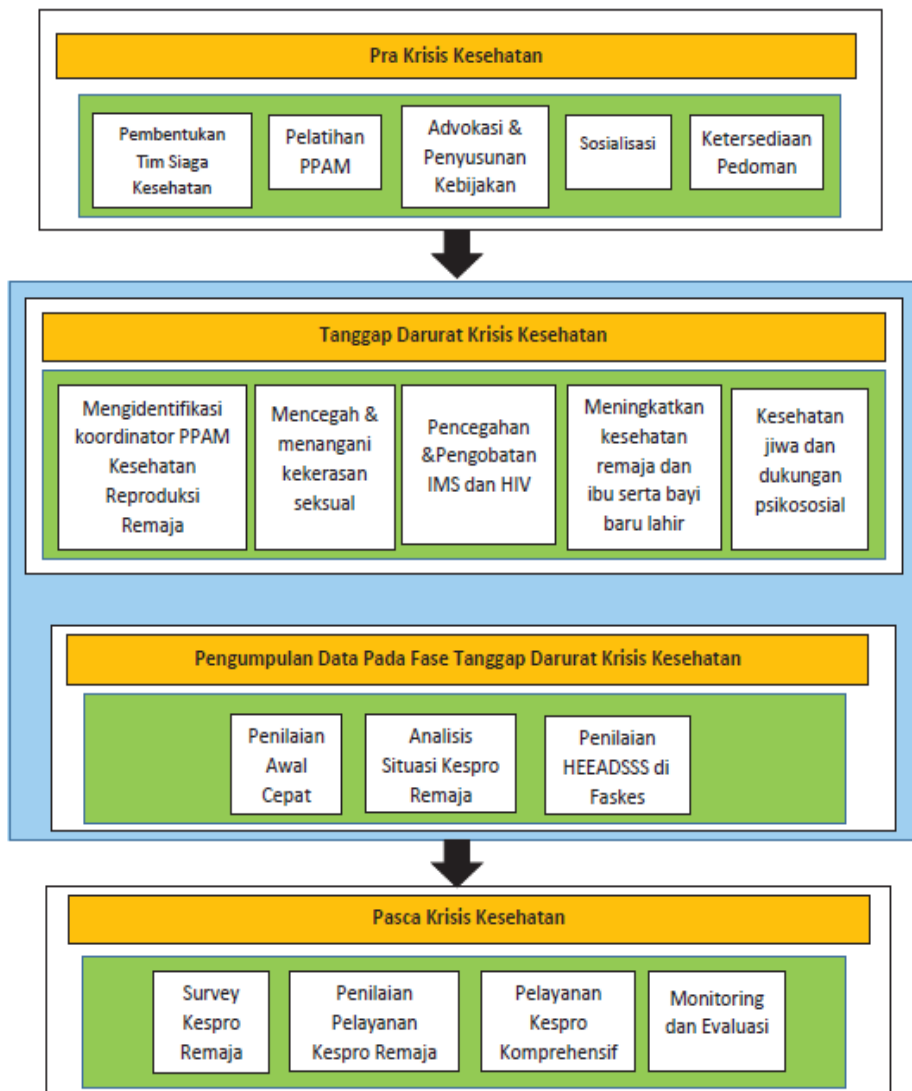 Pra Krisis Kesehatan
Pembentukan
Tim Siaga
Kesehatan
Pelatihan
PPAM
Advokasi &
Penyusunan
Kebijakan
Sosialisasi
Ketersediaan
Pedoman
Tanggap Darurat Krisis Kesehatan
Mengidentifikasi
koordinator PPAM
Kesehatan
Reproduksi
Remaja
Mencegah &
menangani
kekerasan
seksual
Pencegahan
&Pengobatan
IMS dan HIV
Meningkatkan
kesehatan
remaja dan
ibu serta bayi
baru lahir
Kesehatan
jiwa dan
dukungan
psikososial
Pengumpulan Data Pada Fase Tanggap Darurat Krisis Kesehatan
Penilaian
Awal
Cepat
Analisis
Situasi Kespro
Remaja
Penilaian
HEEADSSS di
Faskes
Pasca Krisis Kesehatan
Survey
Kespro
Remaja
Penilaian
Pelayanan
Kespro Remaja
Pelayanan
Kespro
Komprehensif
Monitoring
dan Evaluasi